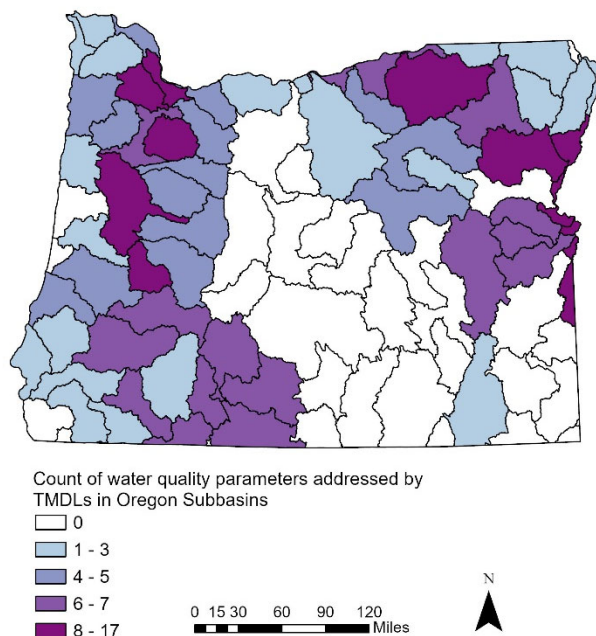 Count of water quality parameters addressed by
TMDLs in Oregon Subbasins
0
1 - 3
4 - 5
6 - 7
8 - 17
0 15 30 60 90 120
Miles
N